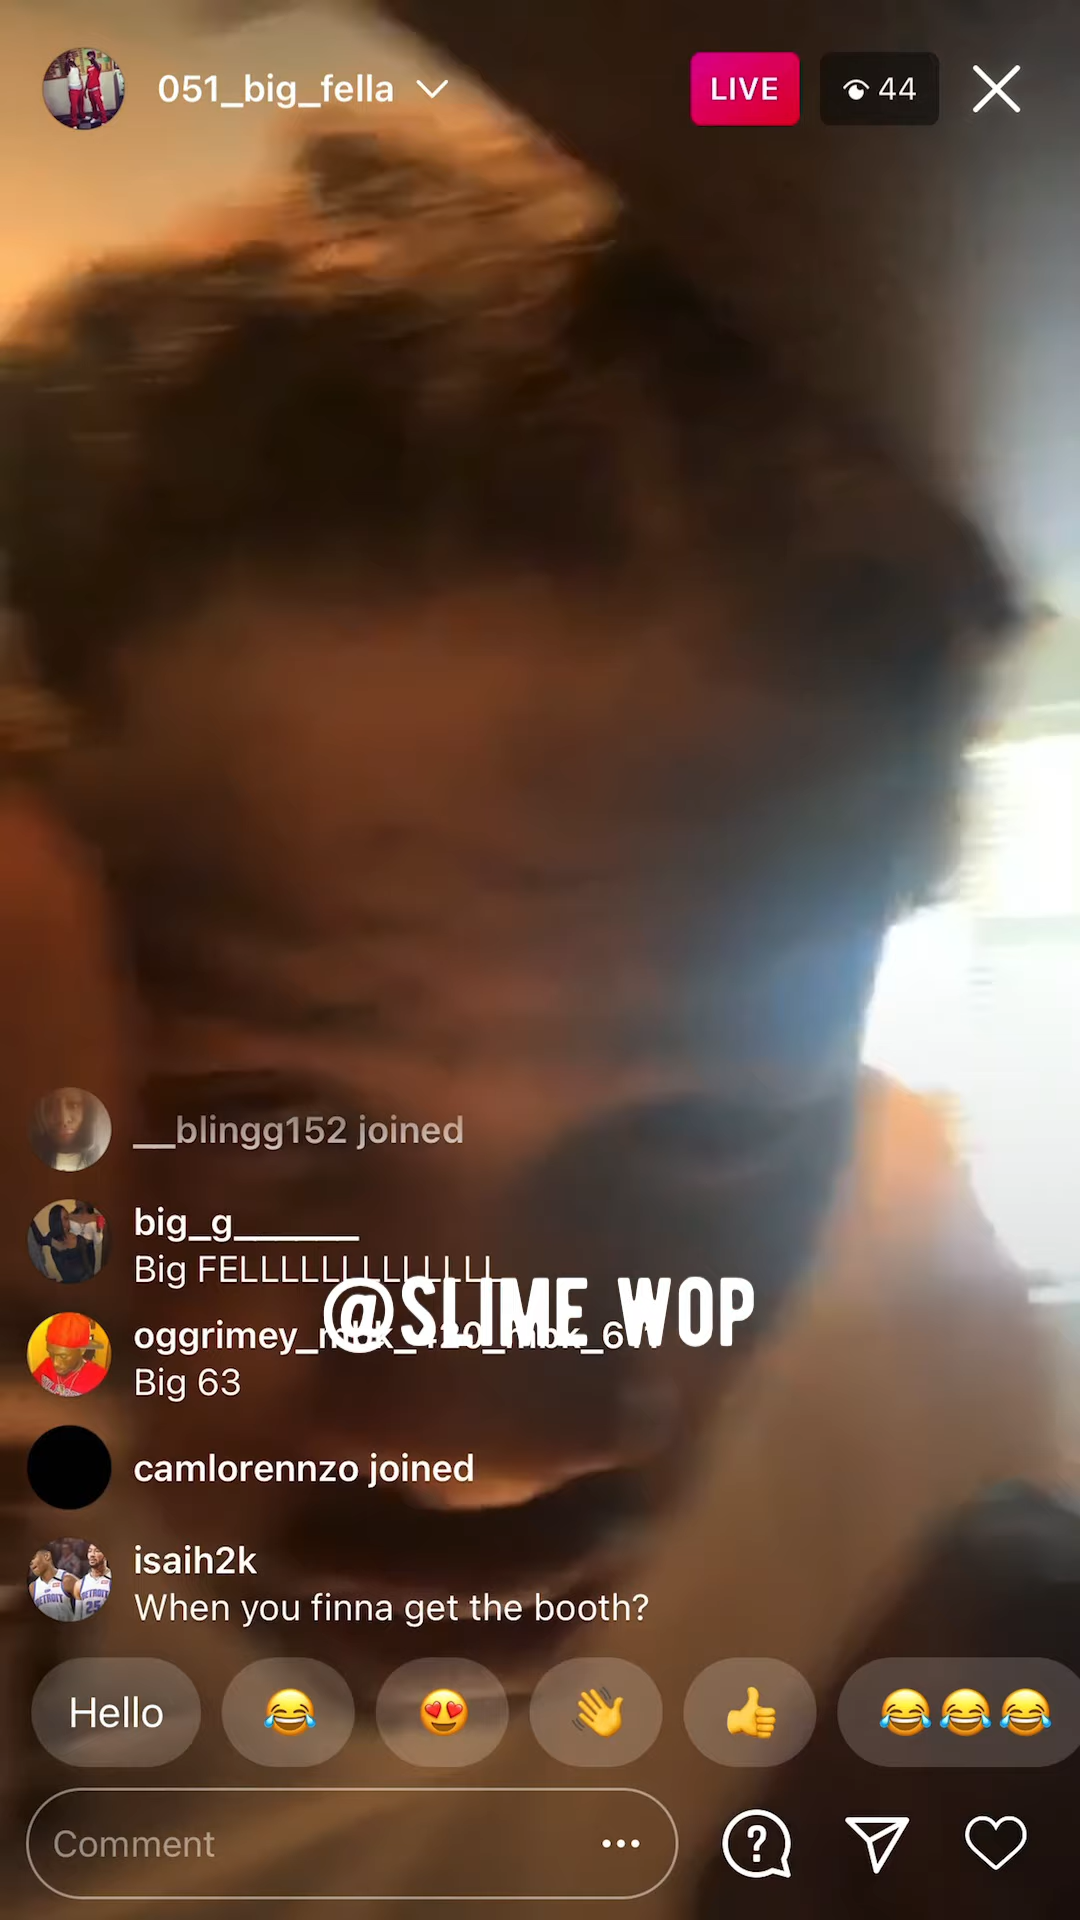 051_big_fella
LIVE
44
__blingg152 joined
big_g______
Big FELLLLLLLLLLLLL
@SLIME WOP
Big 63
camlorennzo joined
isaih2k
When you finna get the booth?
Hello
Comment